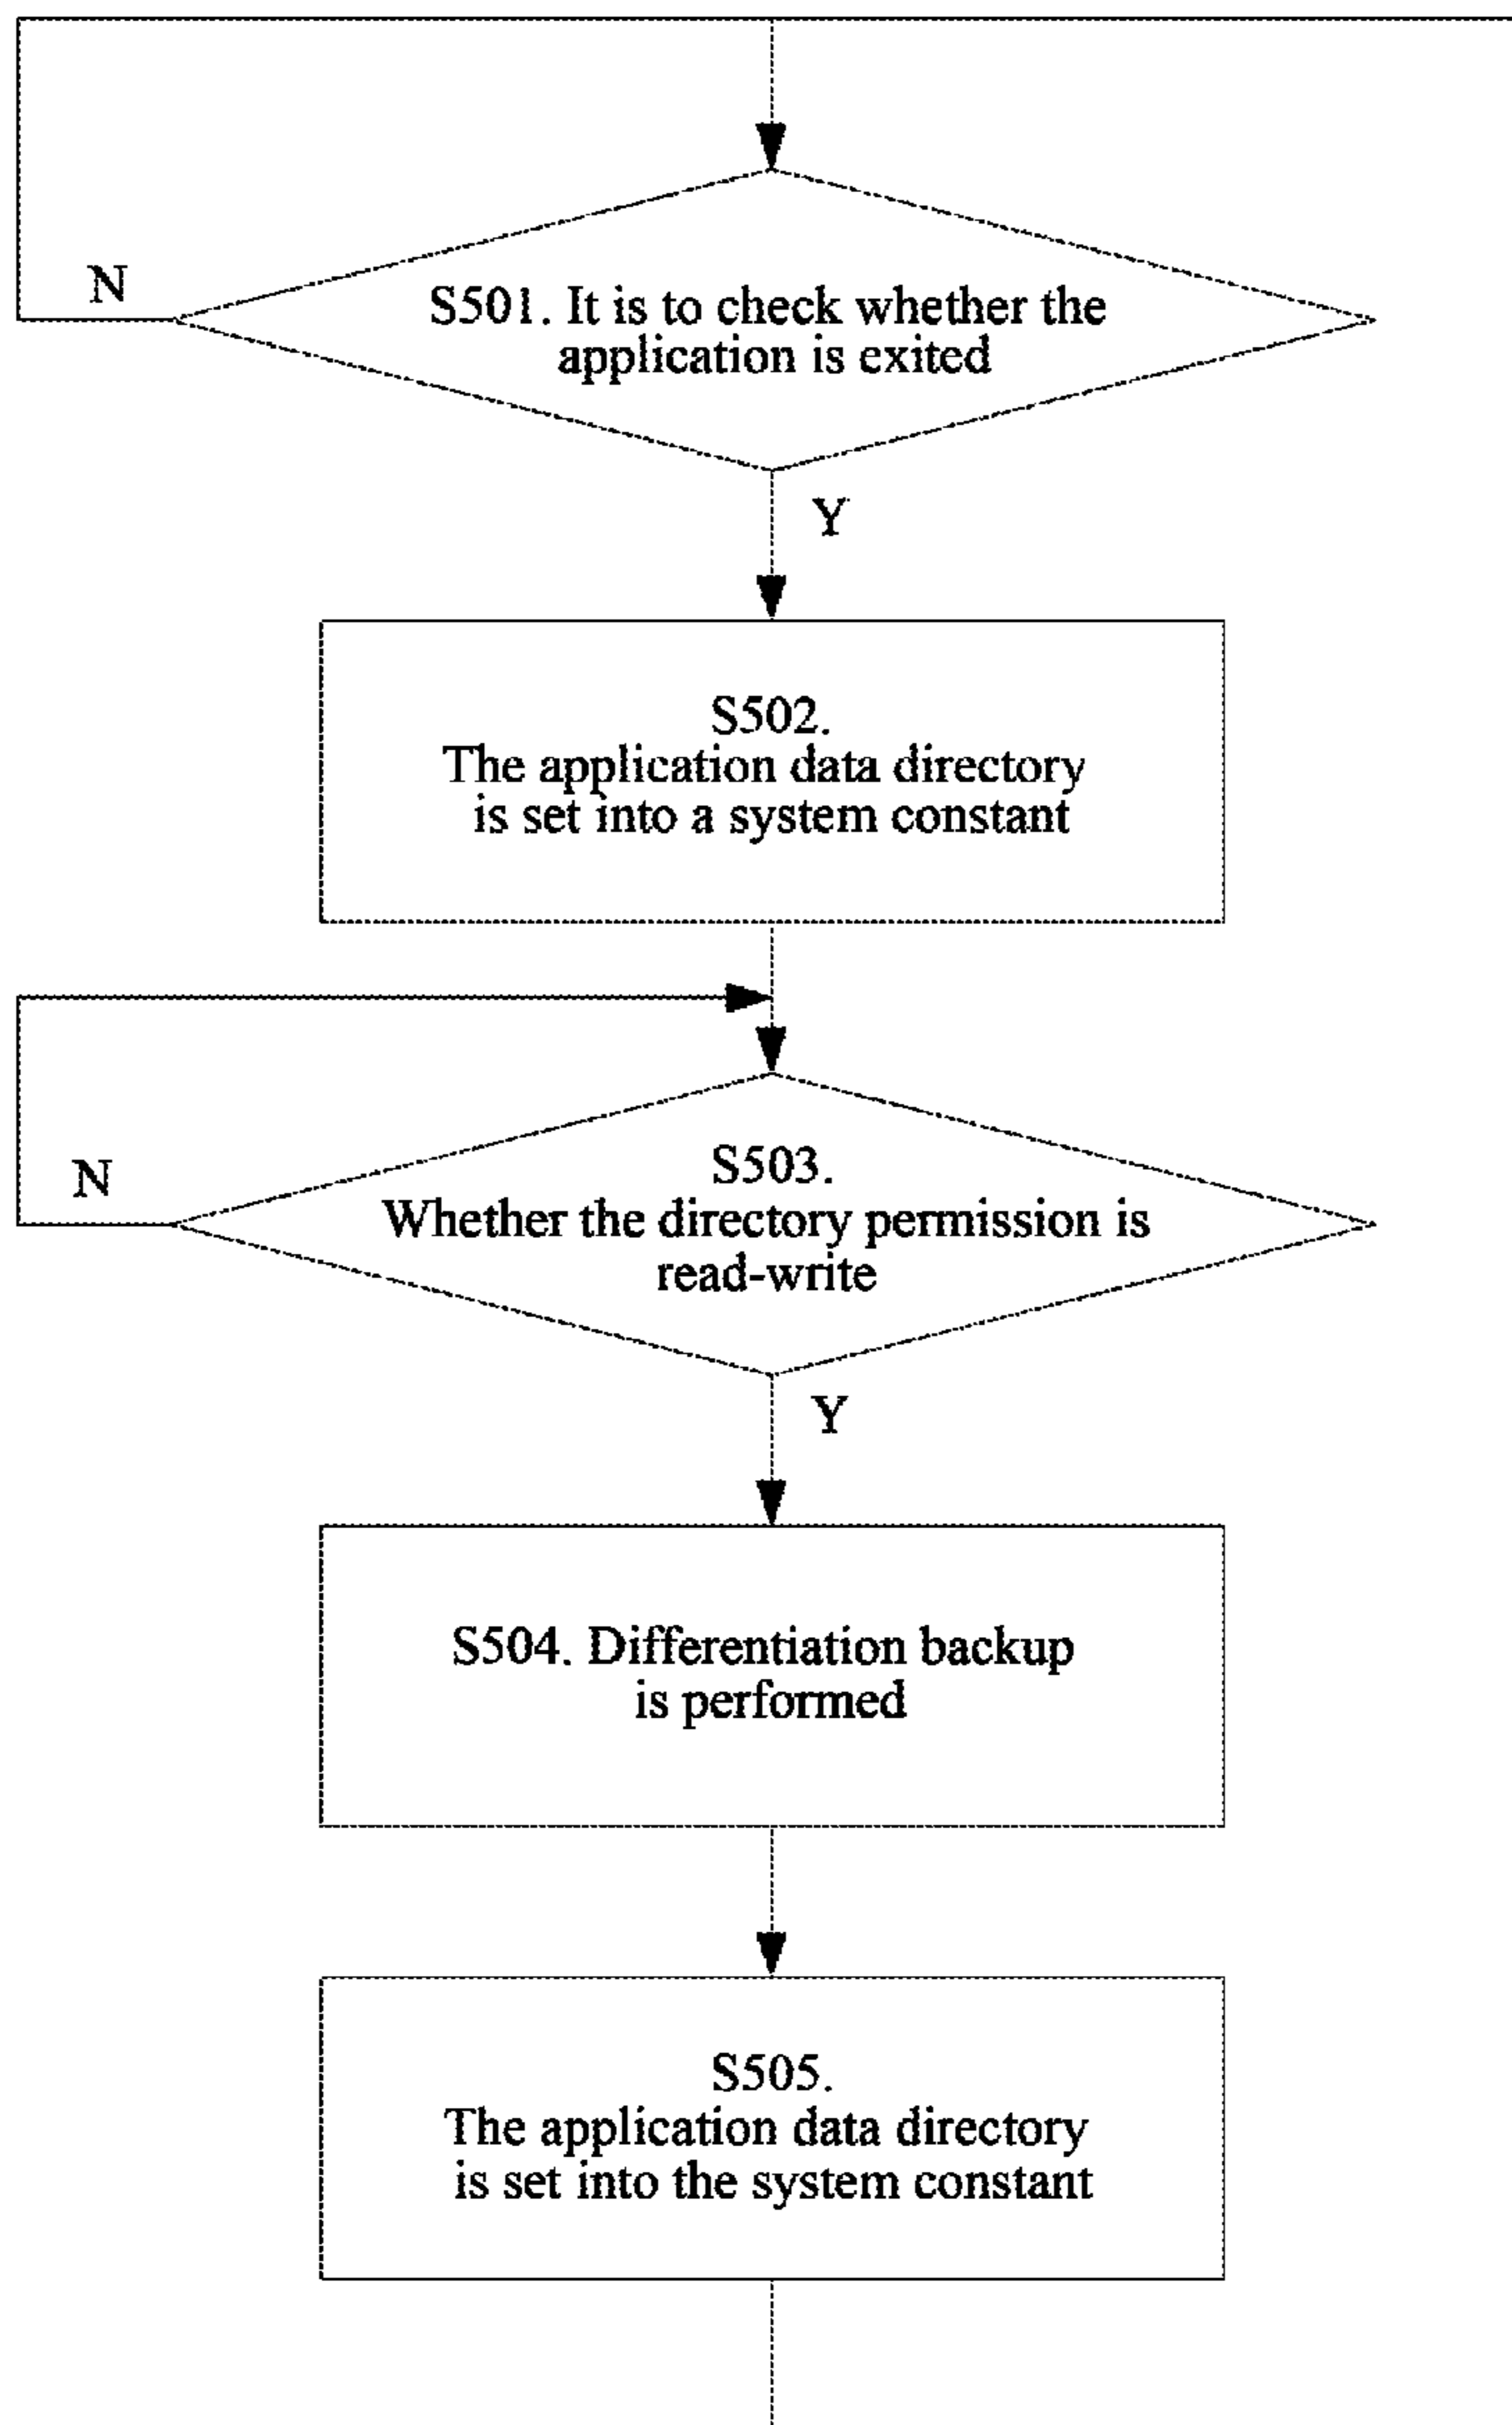 N
S501. It is to check whether the
application is exited
Y
S502.
The application data directory
is set into a system constant
N
S503.
Whether the directory permission is
read-write
Y
S504. Differentiation backup
is performed
S505.
The application data directory
is set into the system constant